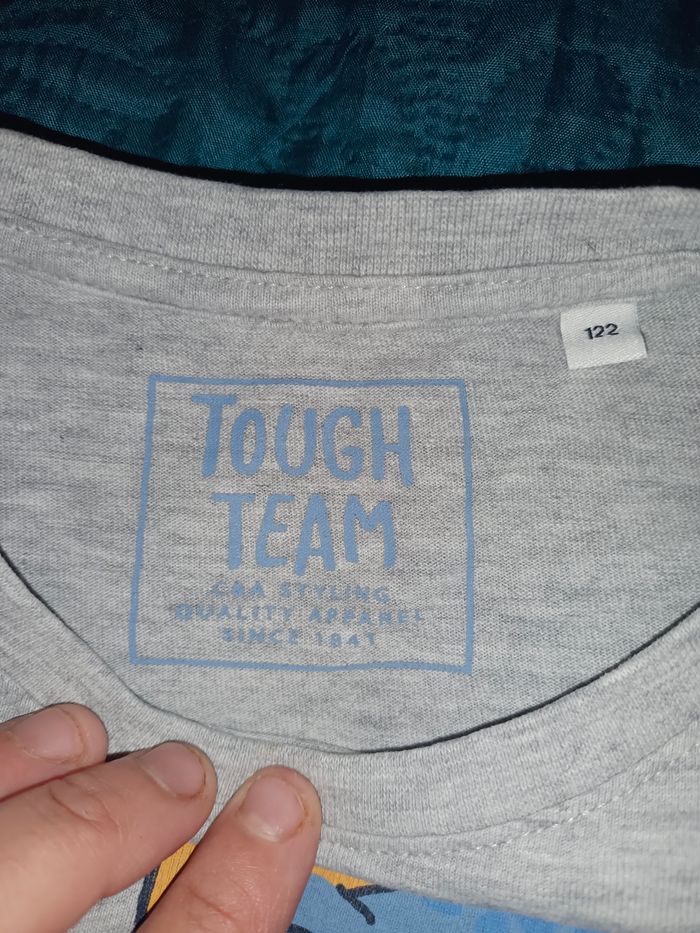 122
TOUGH
TEAM
C&A STYLING
QUALITY APPAREL
SINCE 1841